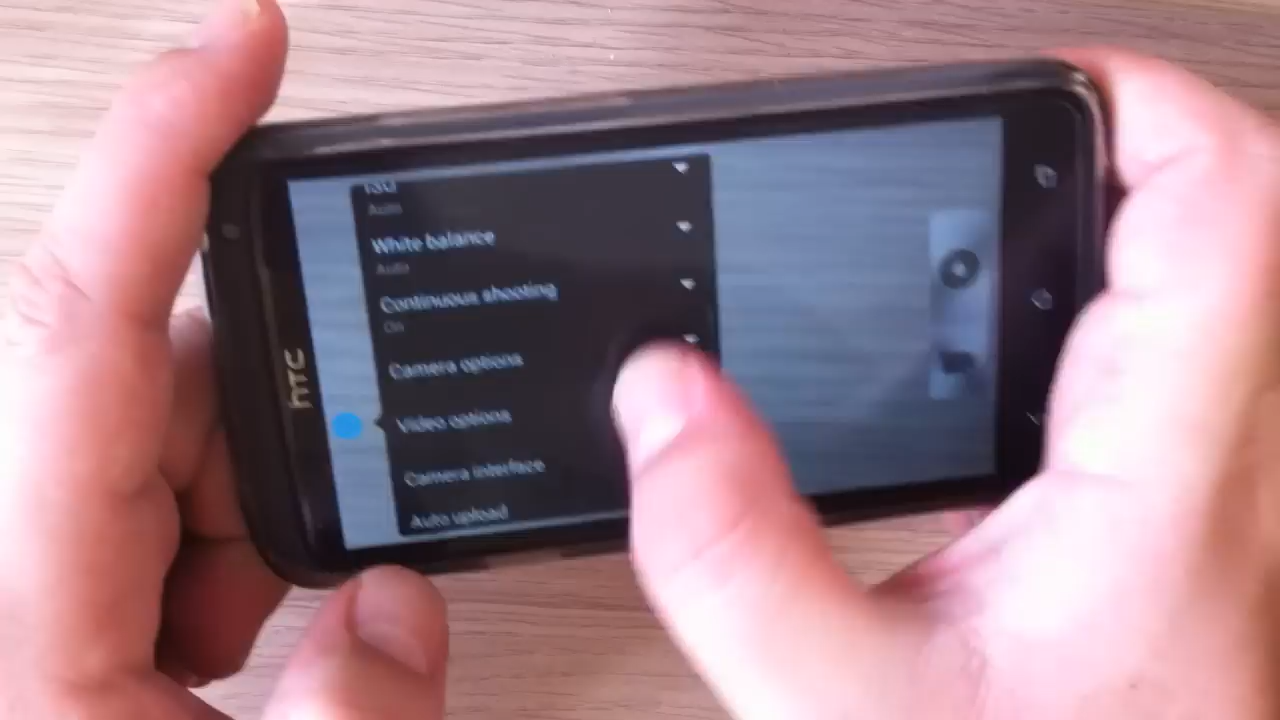 ISO
Auto
White balance
Auto
Continuous shooting
On
Camera options
Video options
Camera interface
Auto upload
hTC